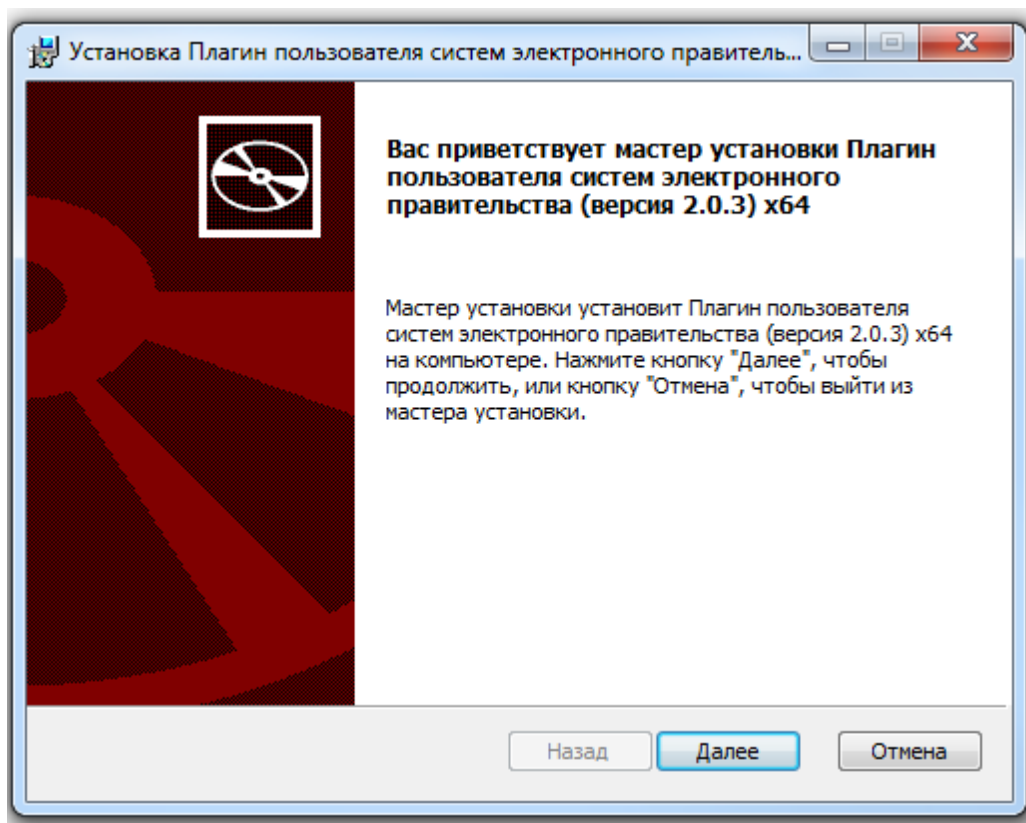 Установка Плагин пользователя систем электронного правитель...
Вас приветствует мастер установки Плагин
пользователя систем электронного
правительства (версия 2.0.3) x64
Мастер установки установит Плагин пользователя
систем электронного правительства (версия 2.0.3) x64
на компьютере. Нажмите кнопку "Далее", чтобы
продолжить, или кнопку "Отмена", чтобы выйти из
мастера установки.
Назад Далее Отмена